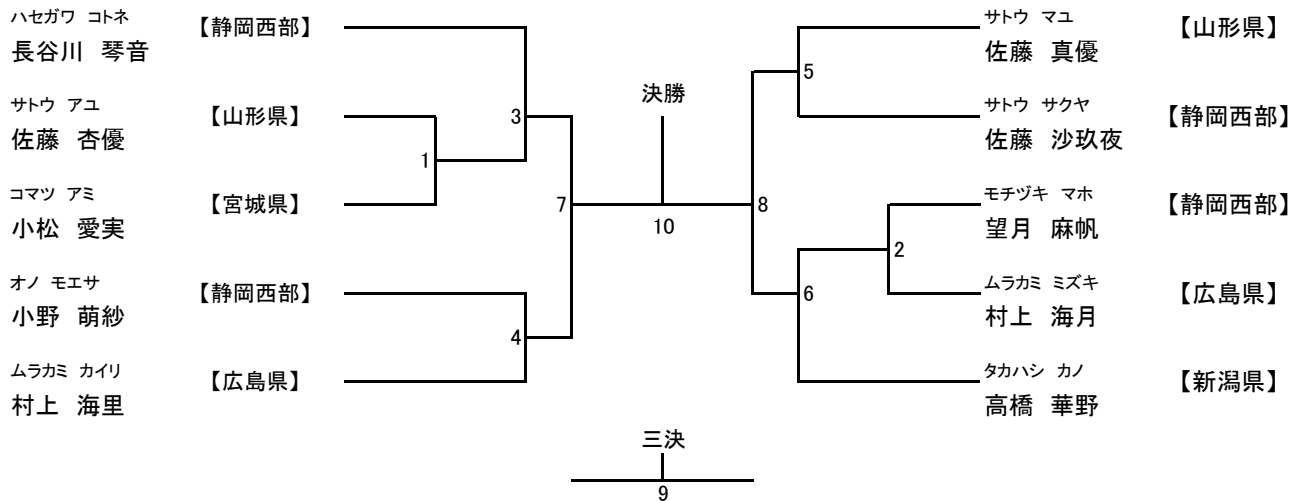 ハセガワ コトネ
長谷川 琴音 【静岡西部】
サトウ アユ
佐藤 杏優 【山形県】
コマツ アミ
小松 愛実 【宮城県】
オノ モエサ
小野 萌紗 【静岡西部】
ムラカミ カイリ
村上 海里 【広島県】
1
3
4
7
決勝
10
三決
9
8
5
6
2
サトウ マユ
佐藤 真優 【山形県】
サトウ サクヤ
佐藤 沙玖夜 【静岡西部】
モチヅキ マホ
望月 麻帆 【静岡西部】
ムラカミ ミズキ
村上 海月 【広島県】
タカハシ カノ
高橋 華野 【新潟県】